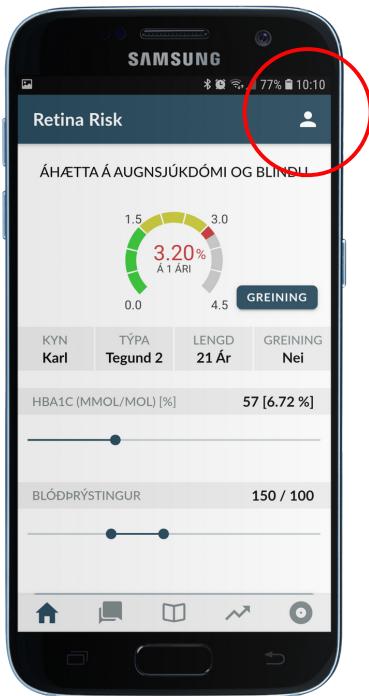 SAMSUNG
77% 10:10
Retina Risk
ÁHÆTTA Á AUGNSJÚKDÓMI OG BLINDU
1.5 3.0
3.20%
Á 1 ÁRI
0.0 4.5 GREINING
KYN TÝPA LENGD GREINING
Karl Tegund 2 21 Ár Nei
HBA1C (MMOL/MOL) [%] 57 [6.72 %]
BLÓÐÞRÝSTINGUR 150 / 100